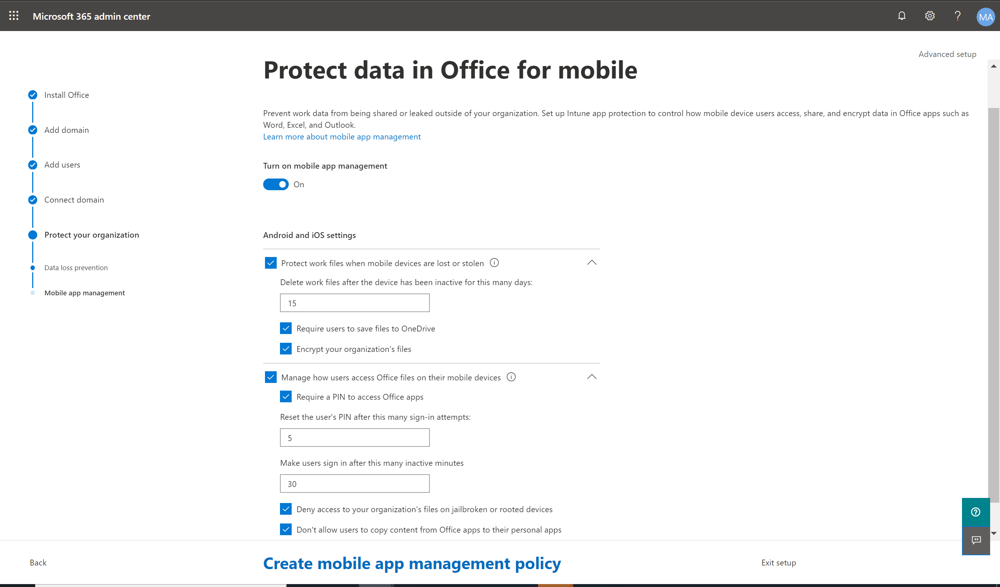 Microsoft 365 admin center
MA
Advanced setup
Install Office
Add domain
Add users
Connect domain
Protect your organization
Data loss prevention
Mobile app management
Protect data in Office for mobile
Prevent work data from being shared or leaked outside of your organization. Set up Intune app protection to control how mobile device users access, share, and encrypt data in Office apps such as
Word, Excel, and Outlook.
Learn more about mobile app management
Turn on mobile app management
On
Android and iOS settings
Protect work files when mobile devices are lost or stolen
Delete work files after the device has been inactive for this many days:
15
Require users to save files to OneDrive
Encrypt your organization's files
Manage how users access Office files on their mobile devices
Require a PIN to access Office apps
Reset the user's PIN after this many sign-in attempts:
5
Make users sign in after this many inactive minutes
30
Deny access to your organization's files on jailbroken or rooted devices
Don't allow users to copy content from Office apps to their personal apps
Back
Create mobile app management policy
Exit setup